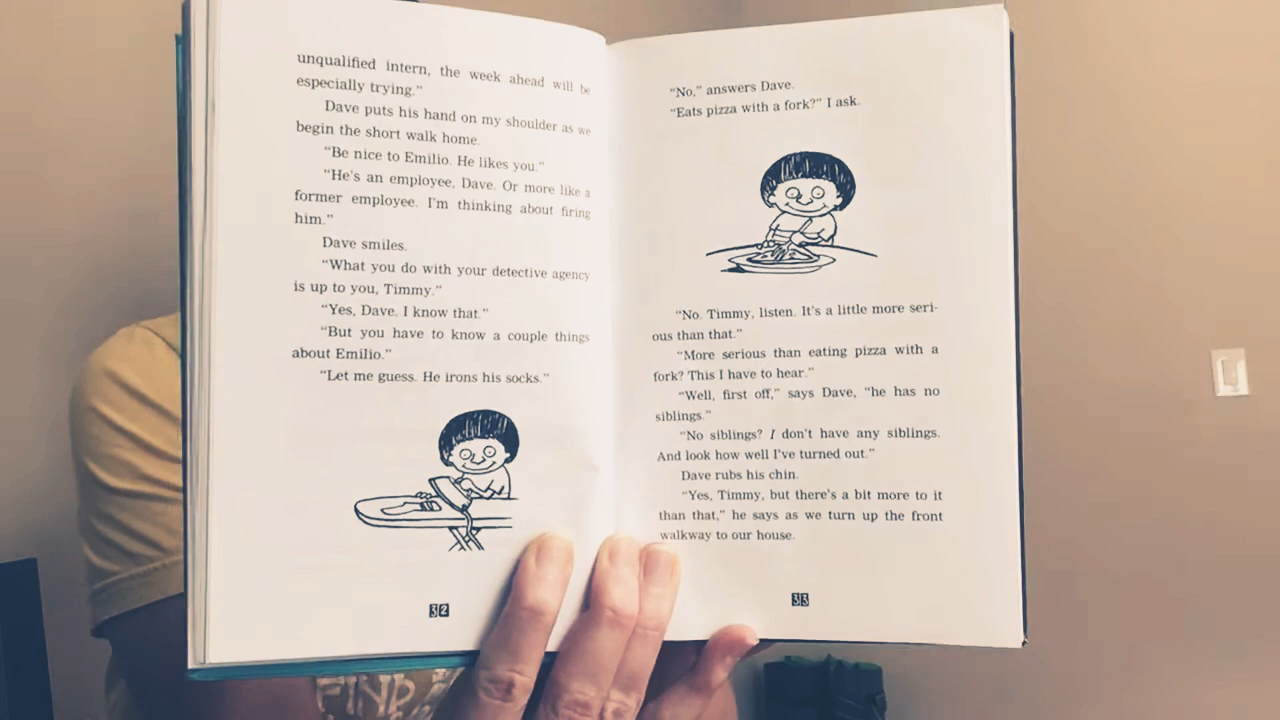 unqualified intern, the week ahead will be
especially trying."
Dave puts his hand on my shoulder as we
begin the short walk home.
"Be nice to Emilio. He likes you."
"He's an employee, Dave. Or more like a
former employee. I'm thinking about firing
him."
Dave smiles.
"What you do with your detective agency
is up to you, Timmy."
"Yes, Dave. I know that."
"But you have to know a couple things
about Emilio."
"Let me guess. He irons his socks."
32
"No," answers Dave.
"Eats pizza with a fork?" I ask.
"No. Timmy, listen. It's a little more seri-
ous than that."
"More serious than eating pizza with a
fork? This I have to hear."
"Well, first off," says Dave, "he has no
siblings."
"No siblings? I don't have any siblings.
And look how well I've turned out."
Dave rubs his chin.
"Yes, Timmy, but there's a bit more to it
than that," he says as we turn up the front
walkway to our house.
33
FIND